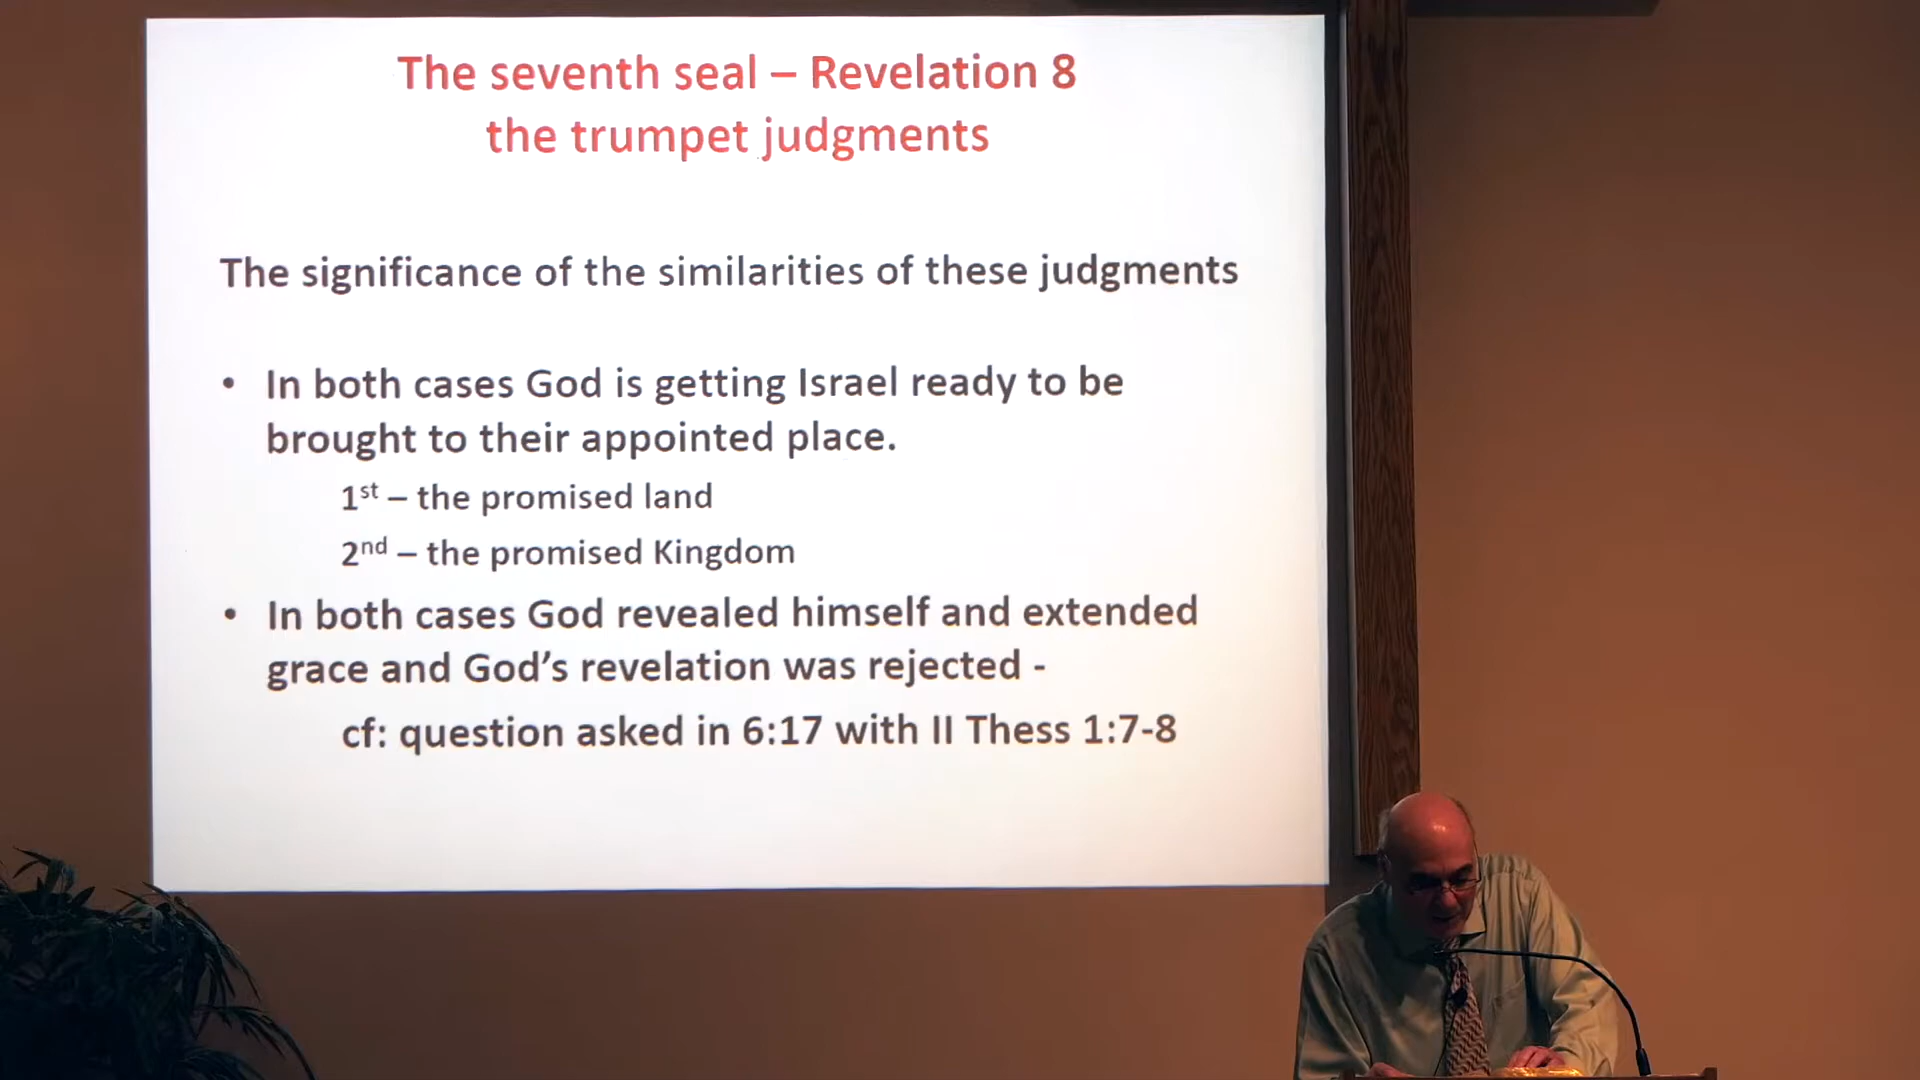 The seventh seal – Revelation 8
the trumpet judgments
The significance of the similarities of these judgments
• In both cases God is getting Israel ready to be
brought to their appointed place.
1st – the promised land
2nd – the promised Kingdom
• In both cases God revealed himself and extended
grace and God’s revelation was rejected -
cf: question asked in 6:17 with II Thess 1:7-8